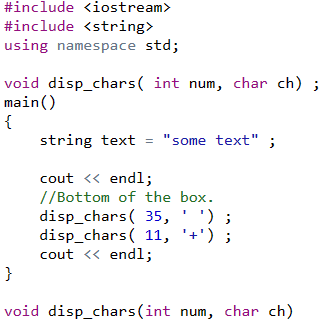 #include <iostream>
#include <string>
using namespace std;
void disp_chars( int num, char ch) ;
main()
{
string text = "some text" ;
cout << endl;
//Bottom of the box.
disp_chars( 35, ' ') ;
disp_chars( 11, '+') ;
cout << endl;
}
void disp_chars(int num, char ch)